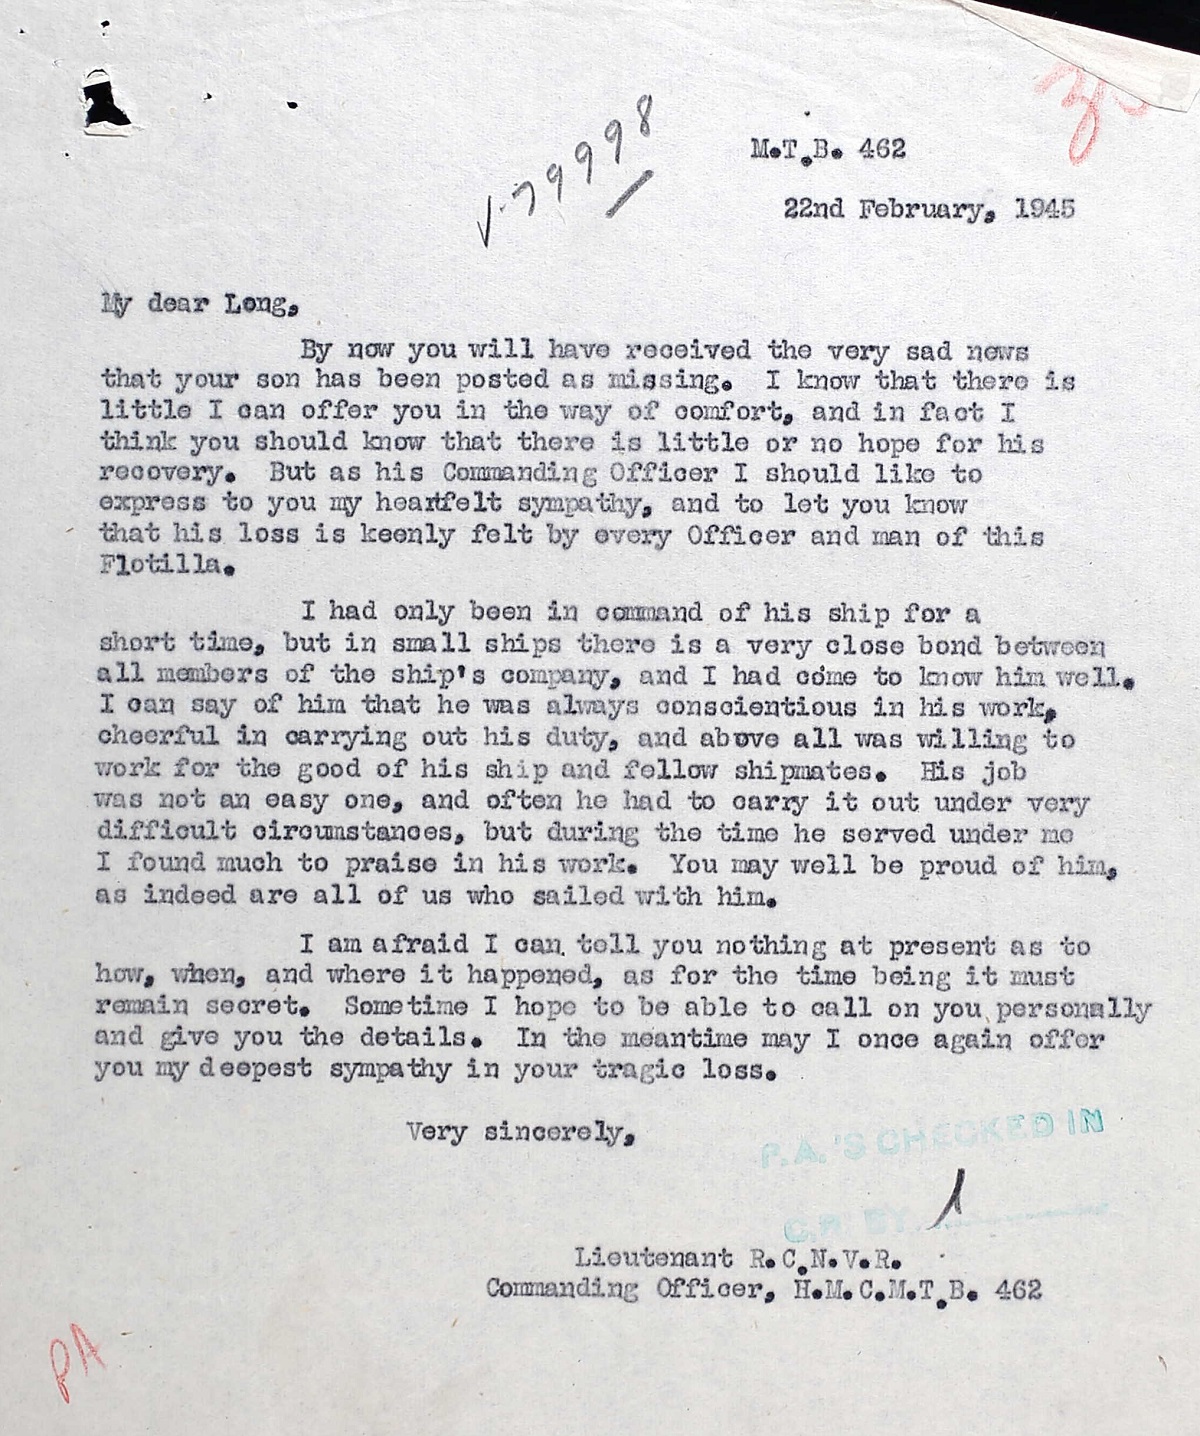 V-79998
M.T.B. 462
22nd February, 1945
My dear Long,
By now you will have received the very sad news
that your son has been posted as missing. I know that there is
little I can offer you in the way of comfort, and in fact I
think you should know that there is little or no hope for his
recovery. But as his Commanding Officer I should like to
express to you my heartfelt sympathy, and to let you know
that his loss is keenly felt by every Officer and man of this
Flotilla.
I had only been in command of his ship for a
short time, but in small ships there is a very close bond between
all members of the ship's company, and I had come to know him well.
I can say of him that he was always conscientious in his work,
cheerful in carrying out his duty, and above all was willing to
work for the good of his ship and fellow shipmates. His job
was not an easy one, and often he had to carry it out under very
difficult circumstances, but during the time he served under me
I found much to praise in his work. You may well be proud of him,
as indeed are all of us who sailed with him.
I am afraid I can tell you nothing at present as to
how, when, and where it happened, as for the time being it must
remain secret. Sometime I hope to be able to call on you personally
and give you the details. In the meantime may I once again offer
you my deepest sympathy in your tragic loss.
Very sincerely,
P.A.'S CHECKED IN
C.R. BY
Lieutenant R.C.N.V.R.
Commanding Officer, H.M.C.M.T.B. 462
PA